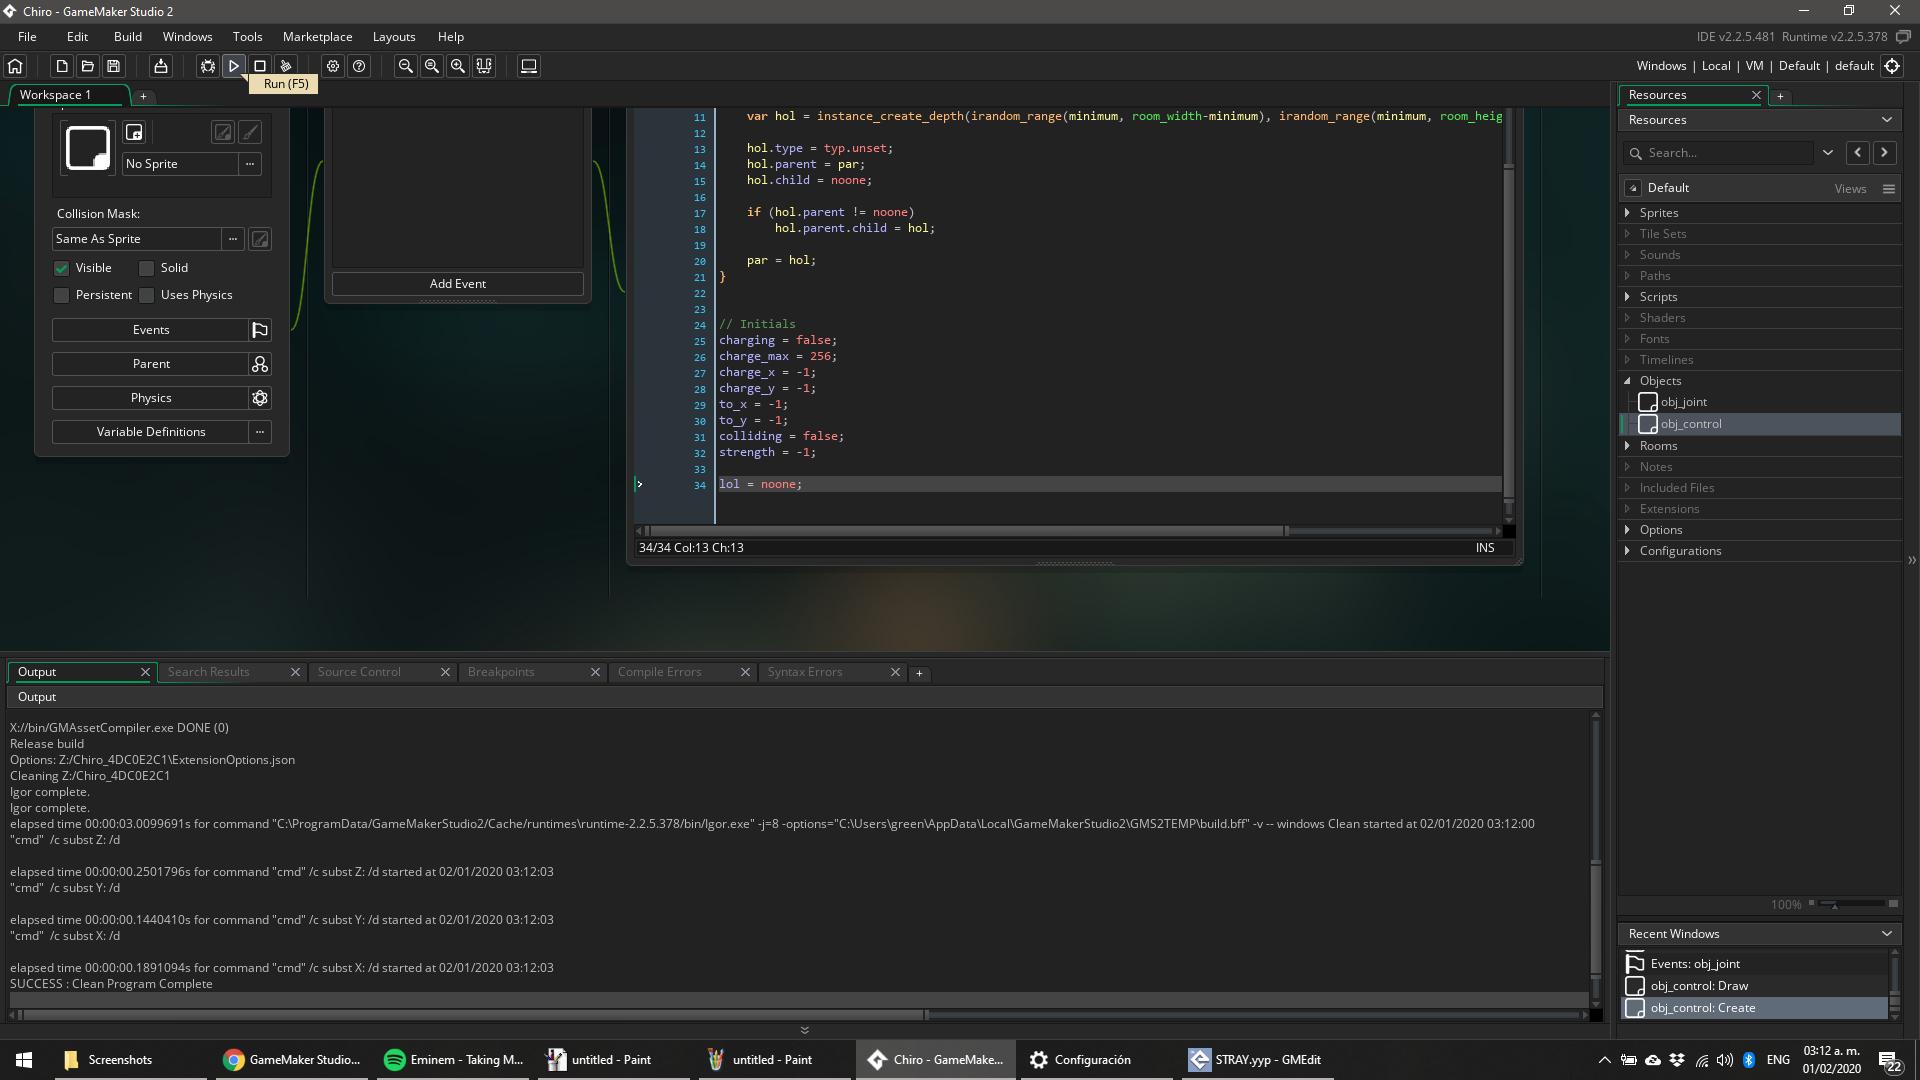 Chiro - GameMaker Studio 2
File Edit Build Windows Tools Marketplace Layouts Help
IDE v2.2.5.481 Runtime v2.2.5.378
Windows | Local | VM | Default | default
Run (F5)
Workspace 1
No Sprite
Collision Mask:
Same As Sprite
Visible Solid
Persistent Uses Physics
Events
Parent
Physics
Variable Definitions
Add Event
11 var hol = instance_create_depth(irandom_range(minimum, room_width-minimum), irandom_range(minimum, room_heig
12
13 hol.type = typ.unset;
14 hol.parent = par;
15 hol.child = noone;
16
17 if (hol.parent != noone)
18 hol.parent.child = hol;
19
20 par = hol;
21 }
22
23
24 // Initials
25 charging = false;
26 charge_max = 256;
27 charge_x = -1;
28 charge_y = -1;
29 to_x = -1;
30 to_y = -1;
31 colliding = false;
32 strength = -1;
33
34 lol = noone;
34/34 Col:13 Ch:13 INS
Resources
Resources
Search...
Default Views
Sprites
Tile Sets
Sounds
Paths
Scripts
Shaders
Fonts
Timelines
Objects
obj_joint
obj_control
Rooms
Notes
Included Files
Extensions
Options
Configurations
100%
Recent Windows
Events: obj_joint
obj_control: Draw
obj_control: Create
Output Search Results Source Control Breakpoints Compile Errors Syntax Errors
Output
X://bin/GMAssetCompiler.exe DONE (0)
Release build
Options: Z:/Chiro_4DC0E2C1\ExtensionOptions.json
Cleaning Z:/Chiro_4DC0E2C1
Igor complete.
Igor complete.
elapsed time 00:00:03.0099691s for command "C:\ProgramData/GameMakerStudio2/Cache/runtimes\runtime-2.2.5.378/bin/Igor.exe" -j=8 -options="C:\Users\green\AppData\Local\GameMakerStudio2\GMS2TEMP\build.bff" -v -- windows Clean started at 02/01/2020 03:12:00
"cmd" /c subst Z: /d
elapsed time 00:00:00.2501796s for command "cmd" /c subst Z: /d started at 02/01/2020 03:12:03
"cmd" /c subst Y: /d
elapsed time 00:00:00.1440410s for command "cmd" /c subst Y: /d started at 02/01/2020 03:12:03
"cmd" /c subst X: /d
elapsed time 00:00:00.1891094s for command "cmd" /c subst X: /d started at 02/01/2020 03:12:03
SUCCESS : Clean Program Complete
Screenshots GameMaker Studio... Eminem - Taking M... untitled - Paint untitled - Paint Chiro - GameMake... Configuración STRAY.yyp - GMEdit
ENG
03:12 a. m.
01/02/2020
22